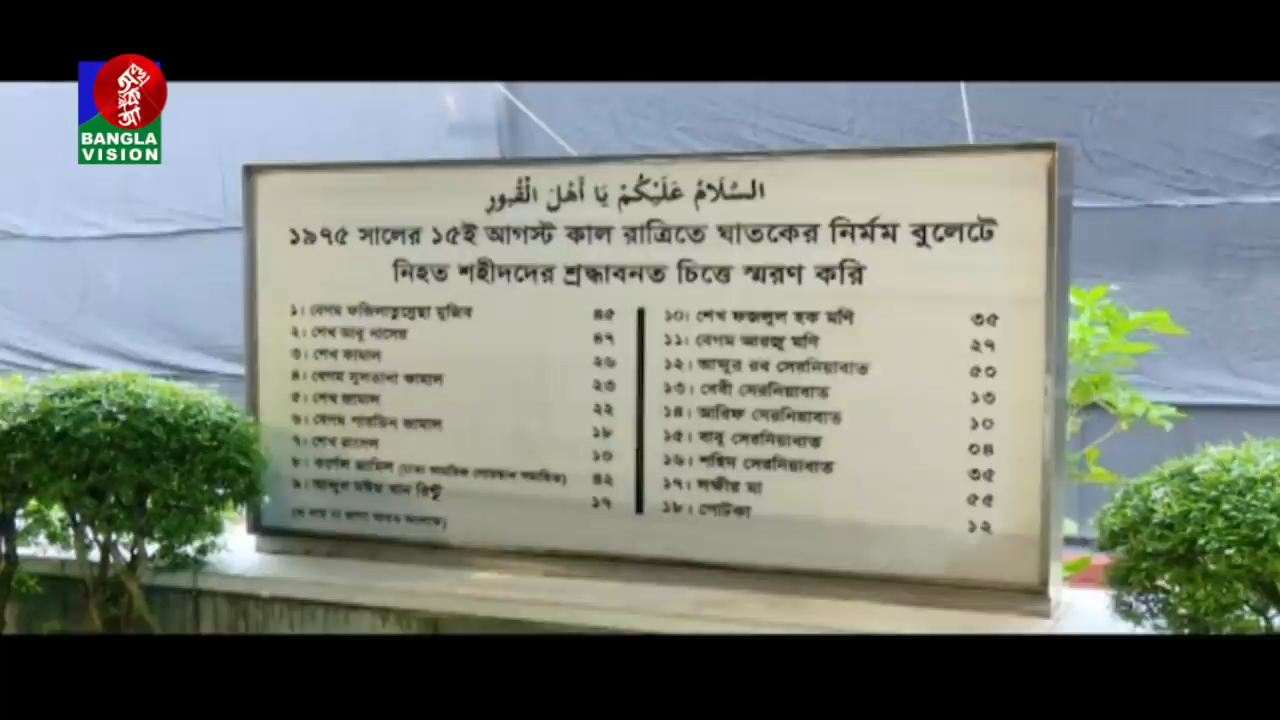 BANGLA
VISION
السَّلَامُ عَلَيْكُمْ يَا أَهْلَ الْقُبُورِ
১৯৭৫ সালের ১৫ই আগস্ট কাল রাত্রিতে ঘাতকের নির্মম বুলেটে
নিহত শহীদদের শ্রদ্ধাবনত চিত্তে স্মরণ করি
১। বেগম ফজিলাতুন্নেছা মুজিব ৪৫
২। শেখ আবু নাসের ৪৭
৩। শেখ কামাল ২৬
৪। বেগম সুলতানা কামাল ২৩
৫। শেখ জামাল ২২
৬। বেগম পারভিন জামাল ১৮
৭। শেখ রাসেল ১০
৮। কর্ণেল জামিল ৪২
৯। আব্দুল নঈম খান রিন্টু ১৭
১০। শেখ ফজলুল হক মণি ৩৫
১১। বেগম আরজু মণি ২৭
১২। আব্দুর রব সেরনিয়াবাত ৫০
১৩। বেবী সেরনিয়াবাত ১৩
১৪। আরিফ সেরনিয়াবাত ১০
১৫। বাবু সেরনিয়াবাত ০৪
১৬। শহিদ সেরনিয়াবাত ৩৫
১৭। লক্ষীর মা ৫৫
১৮। পোটকা ১২